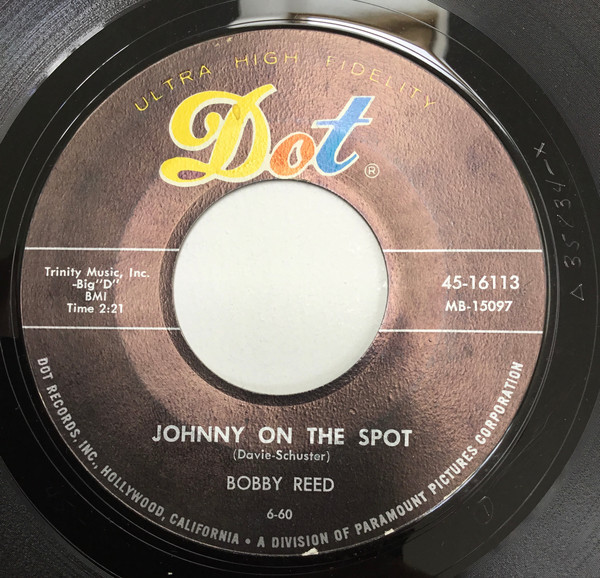 ULTRA HIGH FIDELITY
Dot®
Trinity Music, Inc.
-Big"D"
BMI
Time 2:21
45-16113
MB-15097
JOHNNY ON THE SPOT
(Davie-Schuster)
BOBBY REED
6-60
DOT RECORDS, INC., HOLLYWOOD, CALIFORNIA • A DIVISION OF PARAMOUNT PICTURES CORPORATION